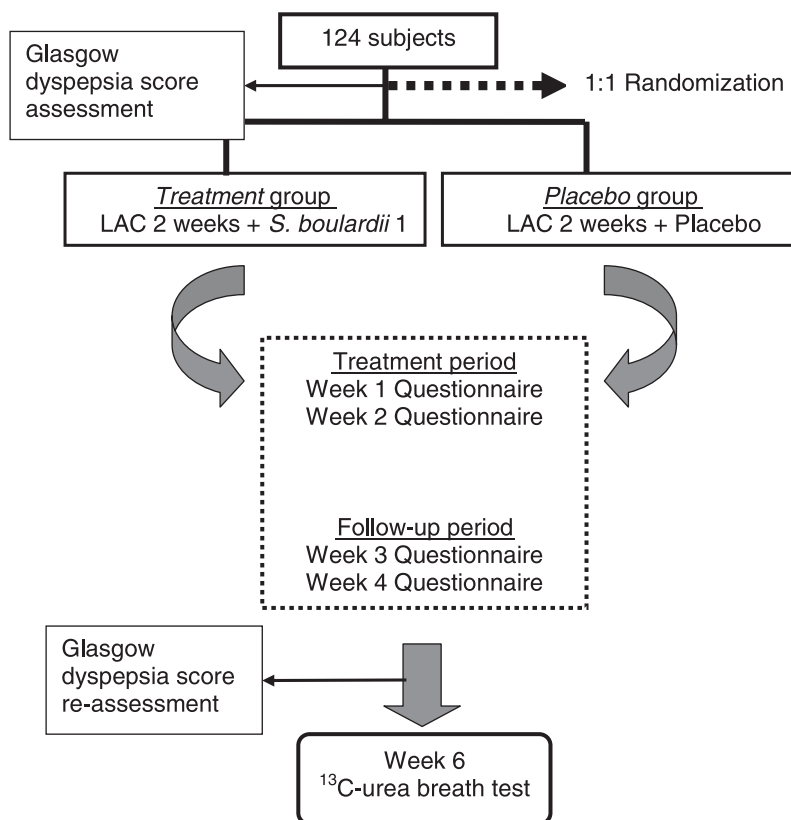 124 subjects
Glasgow
dyspepsia score
assessment
1:1 Randomization
Treatment group
LAC 2 weeks + S. boulardii 1
Placebo group
LAC 2 weeks + Placebo
Treatment period
Week 1 Questionnaire
Week 2 Questionnaire
Follow-up period
Week 3 Questionnaire
Week 4 Questionnaire
Glasgow
dyspepsia score
re-assessment
Week 6
¹³C-urea breath test